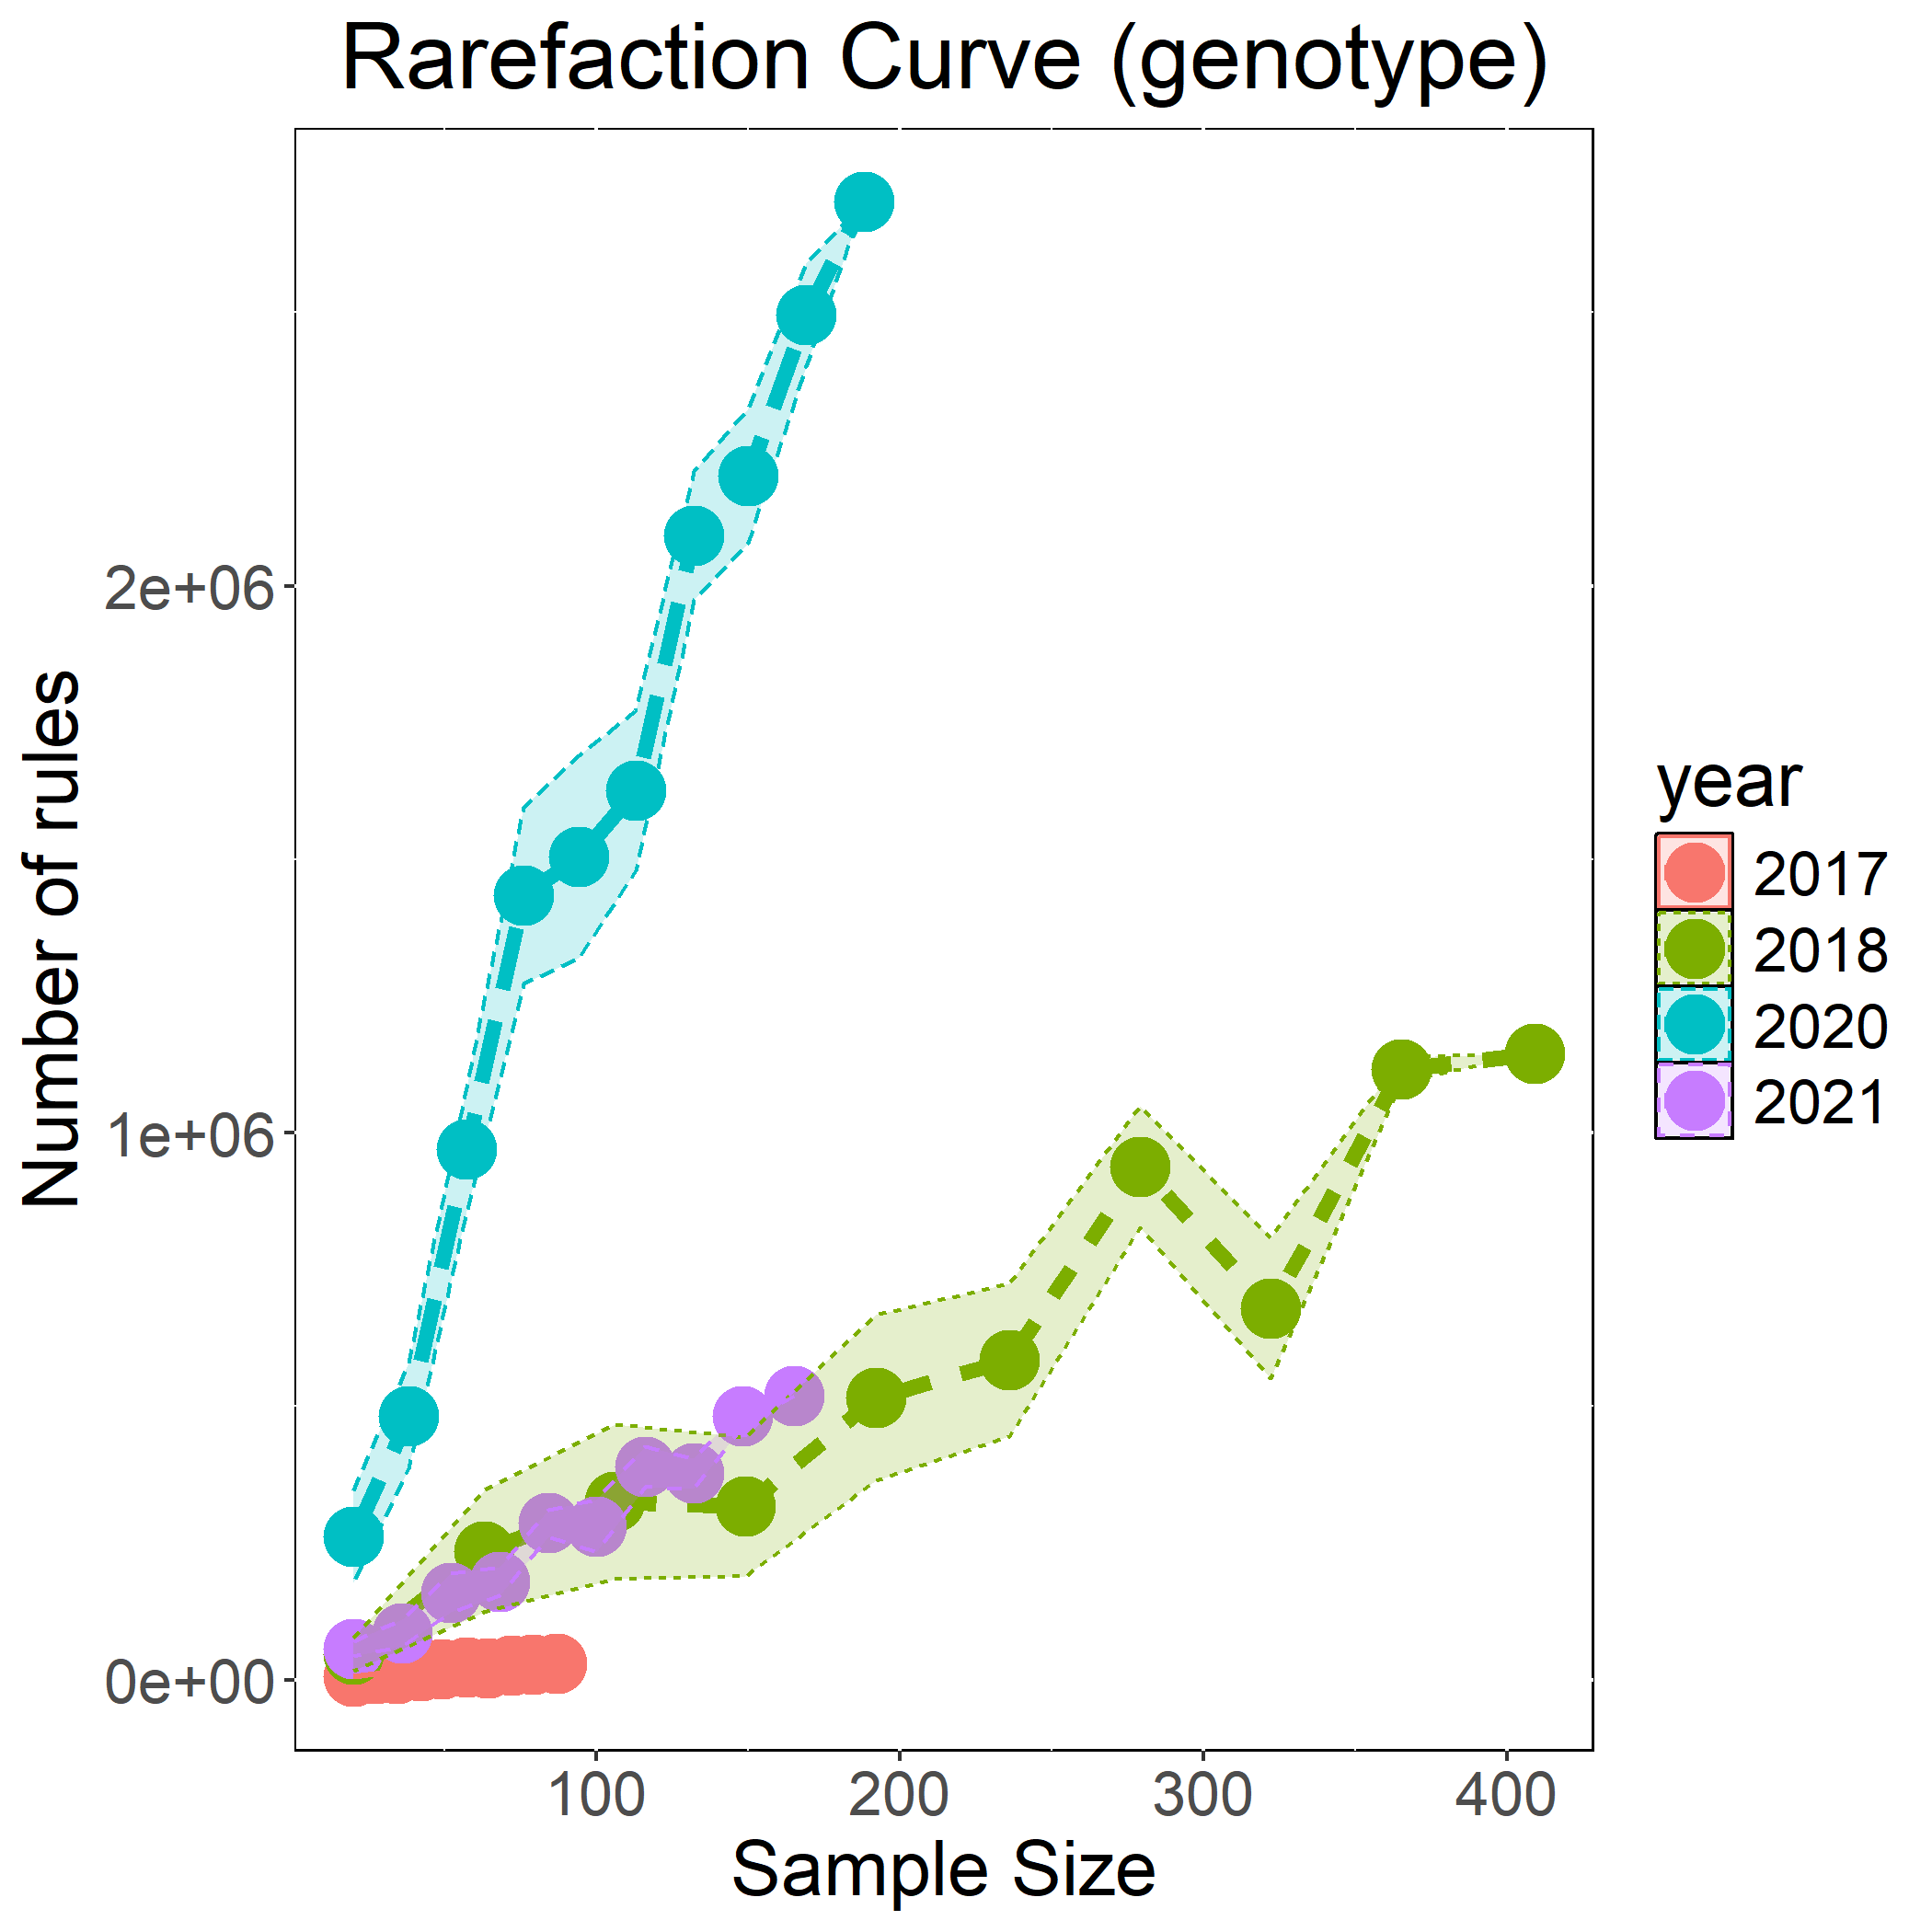 Rarefaction Curve (genotype)
Number of rules
2e+06
1e+06
0e+00
100
200
300
400
Sample Size
year
2017
2018
2020
2021